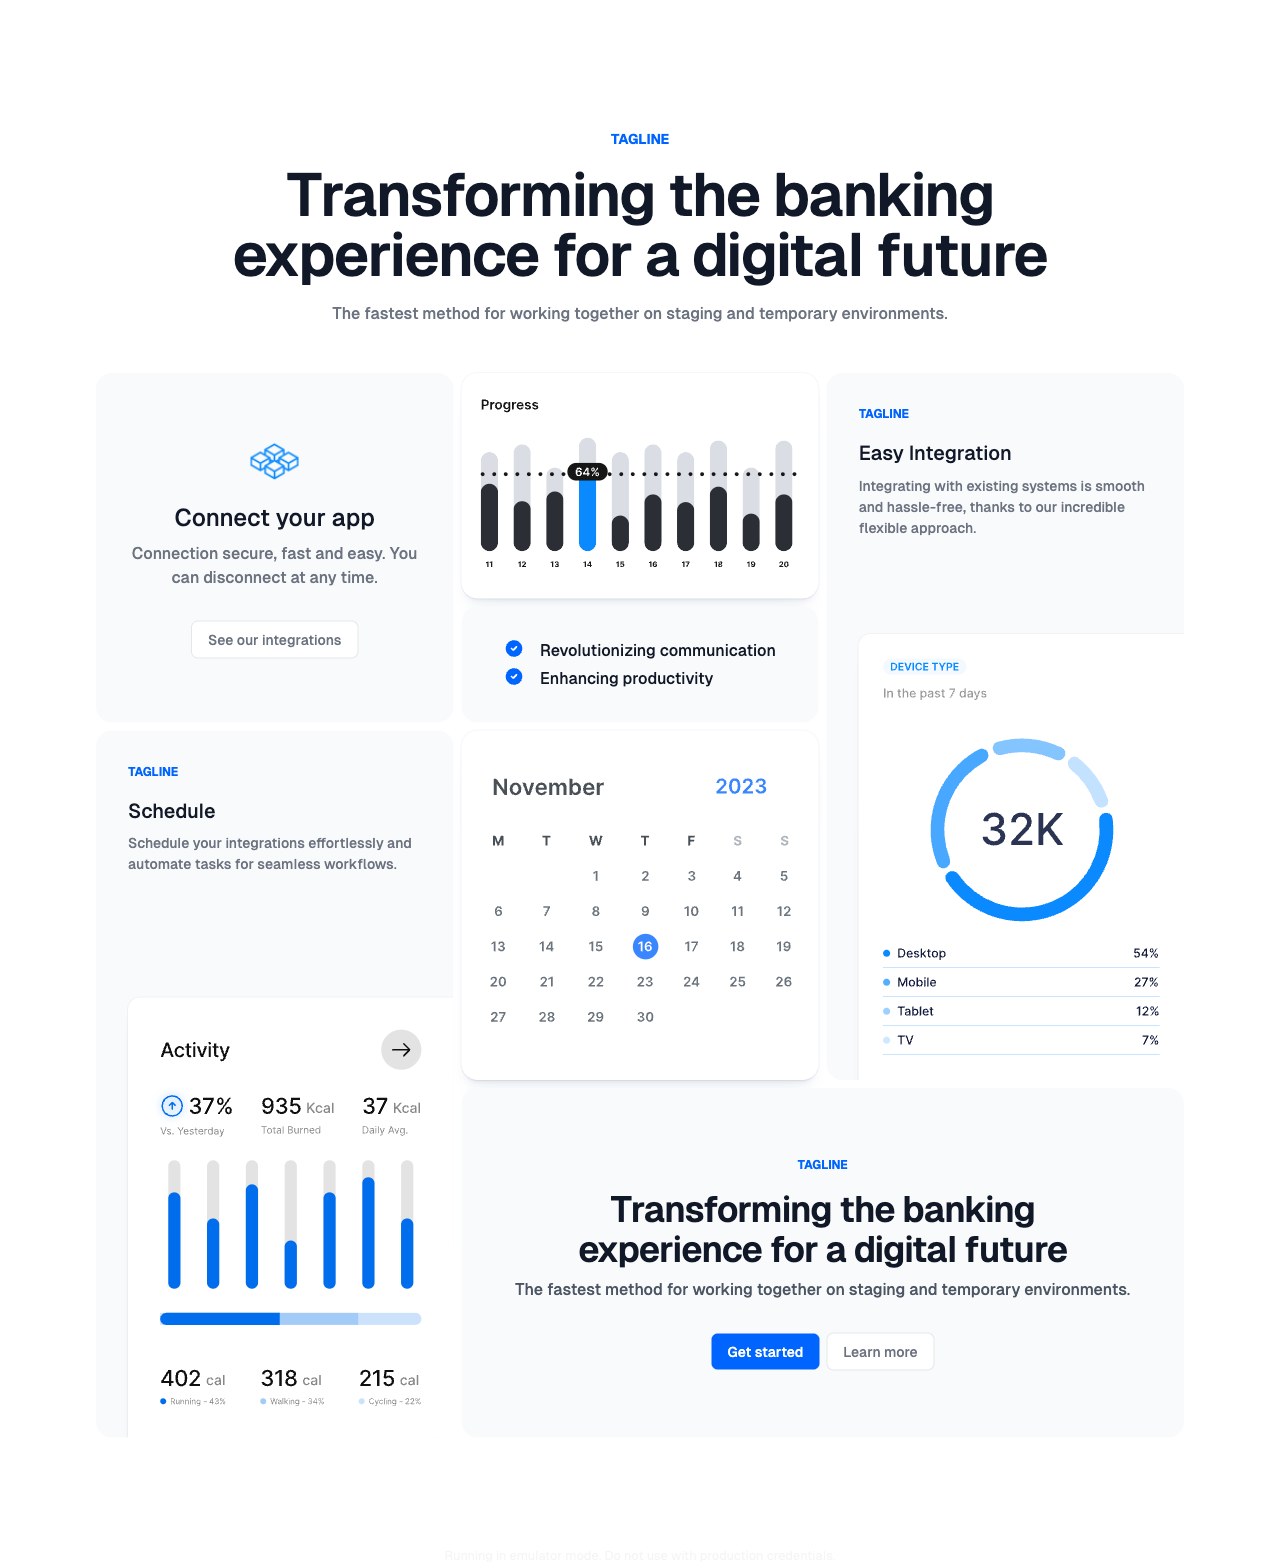 TAGLINE
Transforming the banking
experience for a digital future
The fastest method for working together on staging and temporary environments.
Connect your app
Connection secure, fast and easy. You
can disconnect at any time.
See our integrations
Progress
64%
11 12 13 14 15 16 17 18 19 20
Revolutionizing communication
Enhancing productivity
TAGLINE
Easy Integration
Integrating with existing systems is smooth
and hassle-free, thanks to our incredible
flexible approach.
DEVICE TYPE
In the past 7 days
32K
Desktop 54%
Mobile 27%
Tablet 12%
TV 7%
TAGLINE
Schedule
Schedule your integrations effortlessly and
automate tasks for seamless workflows.
Activity
37% 935 Kcal 37 Kcal
Vs. Yesterday Total Burned Daily Avg.
402 cal 318 cal 215 cal
Running - 43% Walking - 34% Cycling - 22%
November 2023
M T W T F S S
1 2 3 4 5
6 7 8 9 10 11 12
13 14 15 16 17 18 19
20 21 22 23 24 25 26
27 28 29 30
TAGLINE
Transforming the banking
experience for a digital future
The fastest method for working together on staging and temporary environments.
Get started Learn more
Running in emulator mode. Do not use with production credentials.